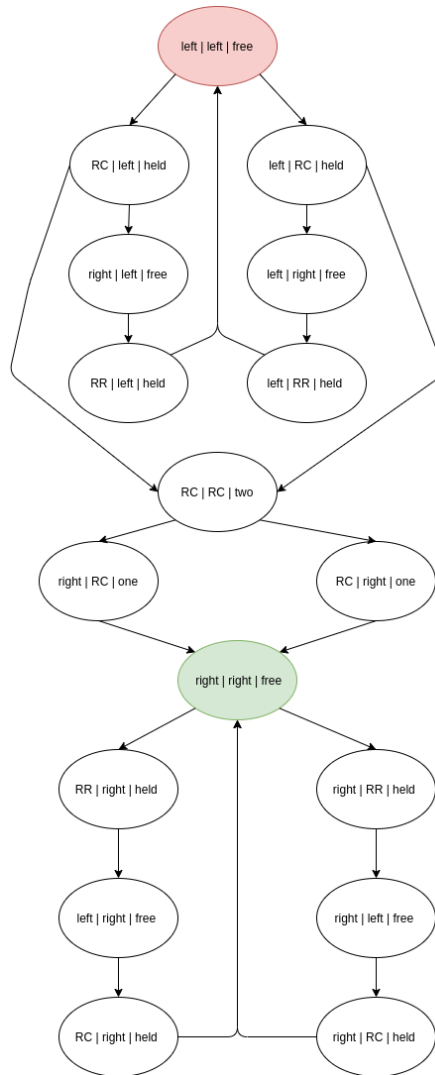 left | left | free
RC | left | held
left | RC | held
right | left | free
left | right | free
RR | left | held
left | RR | held
RC | RC | two
right | RC | one
RC | right | one
right | right | free
RR | right | held
right | RR | held
left | right | free
right | left | free
RC | right | held
right | RC | held